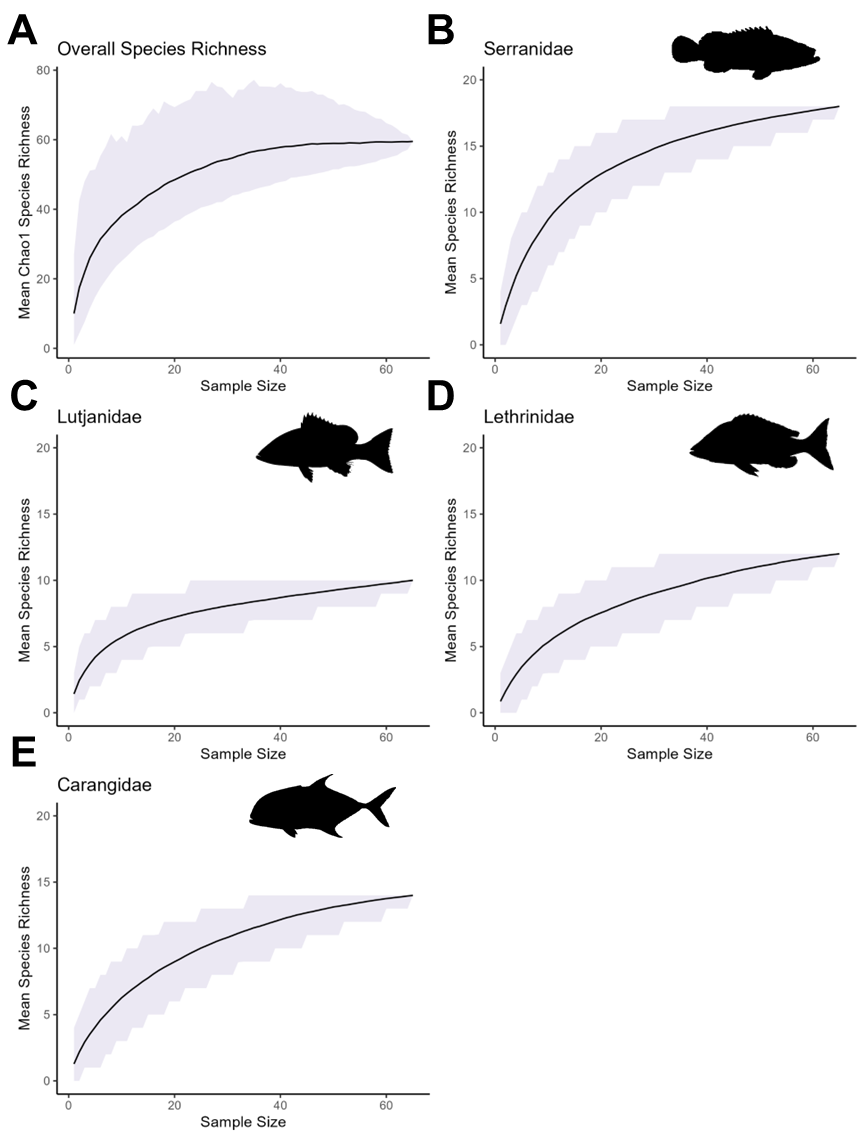 A
Overall Species Richness
Mean Chao1 Species Richness
80
60
40
20
0
0 20 40 60
Sample Size
B
Serranidae
Mean Species Richness
20
15
10
5
0
0 20 40 60
Sample Size
C
Lutjanidae
Mean Species Richness
20
15
10
5
0
0 20 40 60
Sample Size
D
Lethrinidae
Mean Species Richness
20
15
10
5
0
0 20 40 60
Sample Size
E
Carangidae
Mean Species Richness
20
15
10
5
0
0 20 40 60
Sample Size